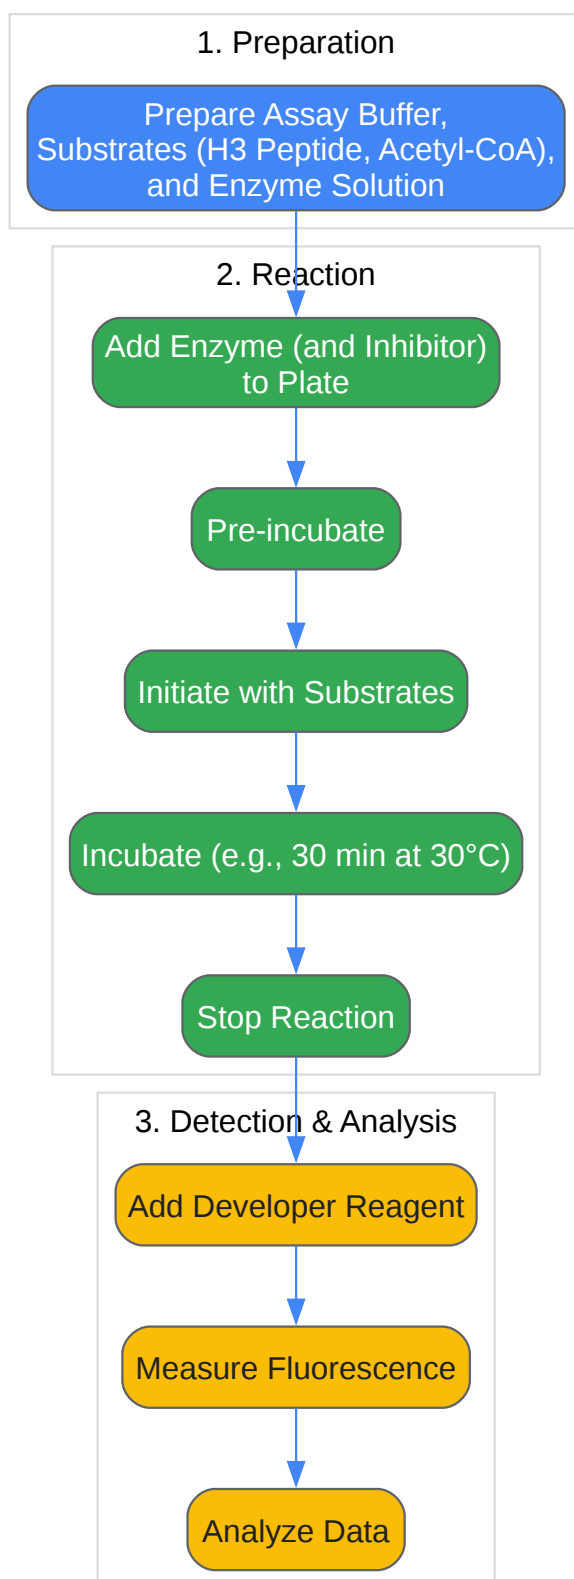 1. Preparation
Prepare Assay Buffer,
Substrates (H3 Peptide, Acetyl-CoA),
and Enzyme Solution
2. Reaction
Add Enzyme (and Inhibitor)
to Plate
Pre-incubate
Initiate with Substrates
Incubate (e.g., 30 min at 30°C)
Stop Reaction
3. Detection & Analysis
Add Developer Reagent
Measure Fluorescence
Analyze Data